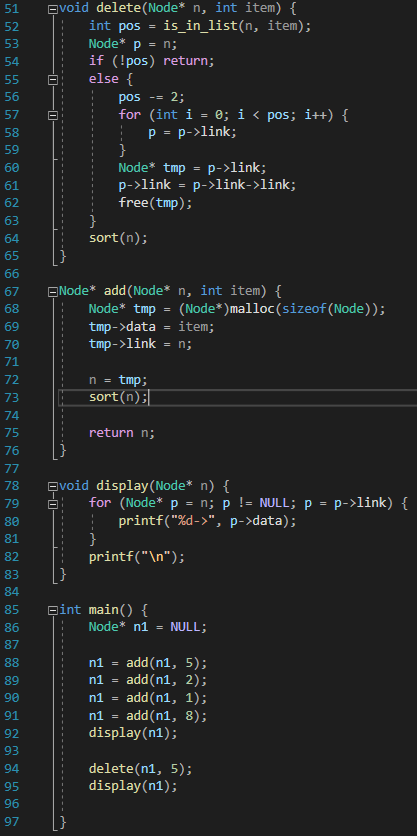 51 void delete(Node* n, int item) {
52 int pos = is_in_list(n, item);
53 Node* p = n;
54 if (!pos) return;
55 else {
56 pos -= 2;
57 for (int i = 0; i < pos; i++) {
58 p = p->link;
59 }
60 Node* tmp = p->link;
61 p->link = p->link->link;
62 free(tmp);
63 }
64 sort(n);
65 }
66
67 Node* add(Node* n, int item) {
68 Node* tmp = (Node*)malloc(sizeof(Node));
69 tmp->data = item;
70 tmp->link = n;
71
72 n = tmp;
73 sort(n);
74
75 return n;
76 }
77
78 void display(Node* n) {
79 for (Node* p = n; p != NULL; p = p->link) {
80 printf("%d->", p->data);
81 }
82 printf("\n");
83 }
84
85 int main() {
86 Node* n1 = NULL;
87
88 n1 = add(n1, 5);
89 n1 = add(n1, 2);
90 n1 = add(n1, 1);
91 n1 = add(n1, 8);
92 display(n1);
93
94 delete(n1, 5);
95 display(n1);
96
97 }